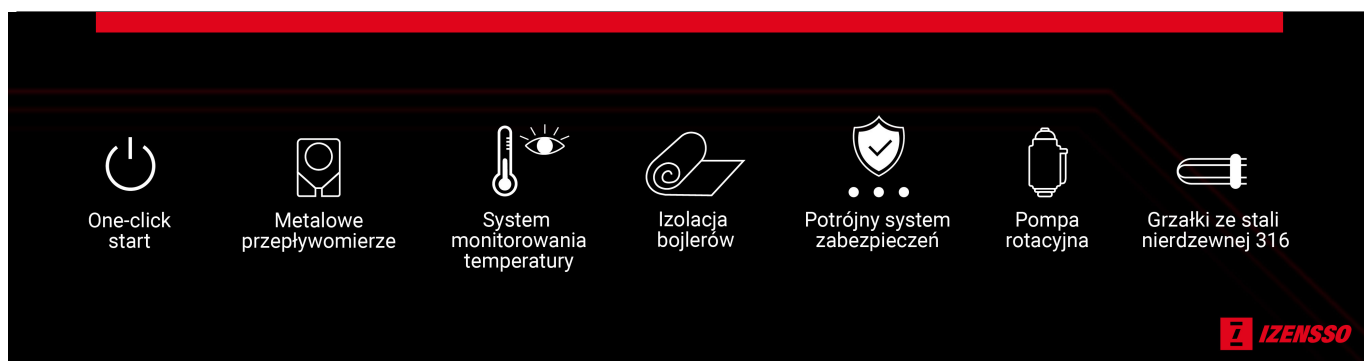 One-click
start
Metalowe
przepływomierze
System
monitorowania
temperatury
Izolacja
bojlerów
Potrójny system
zabezpieczeń
Pompa
rotacyjna
Grzałki ze stali
nierdzewnej 316
IZENSSO